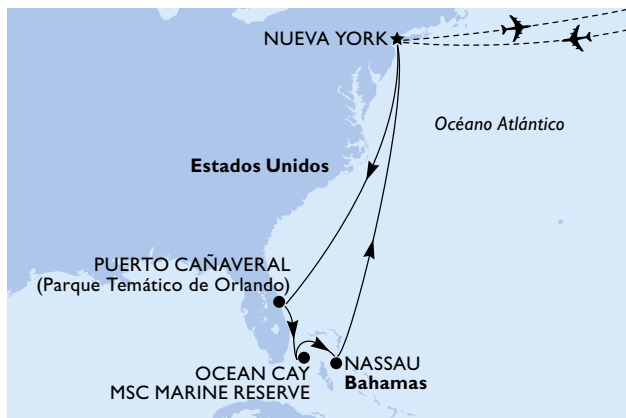 NUEVA YORK
Océano Atlántico
Estados Unidos
PUERTO CAÑAVERAL
(Parque Temático de Orlando)
OCEAN CAY
MSC MARINE RESERVE
NASSAU
Bahamas